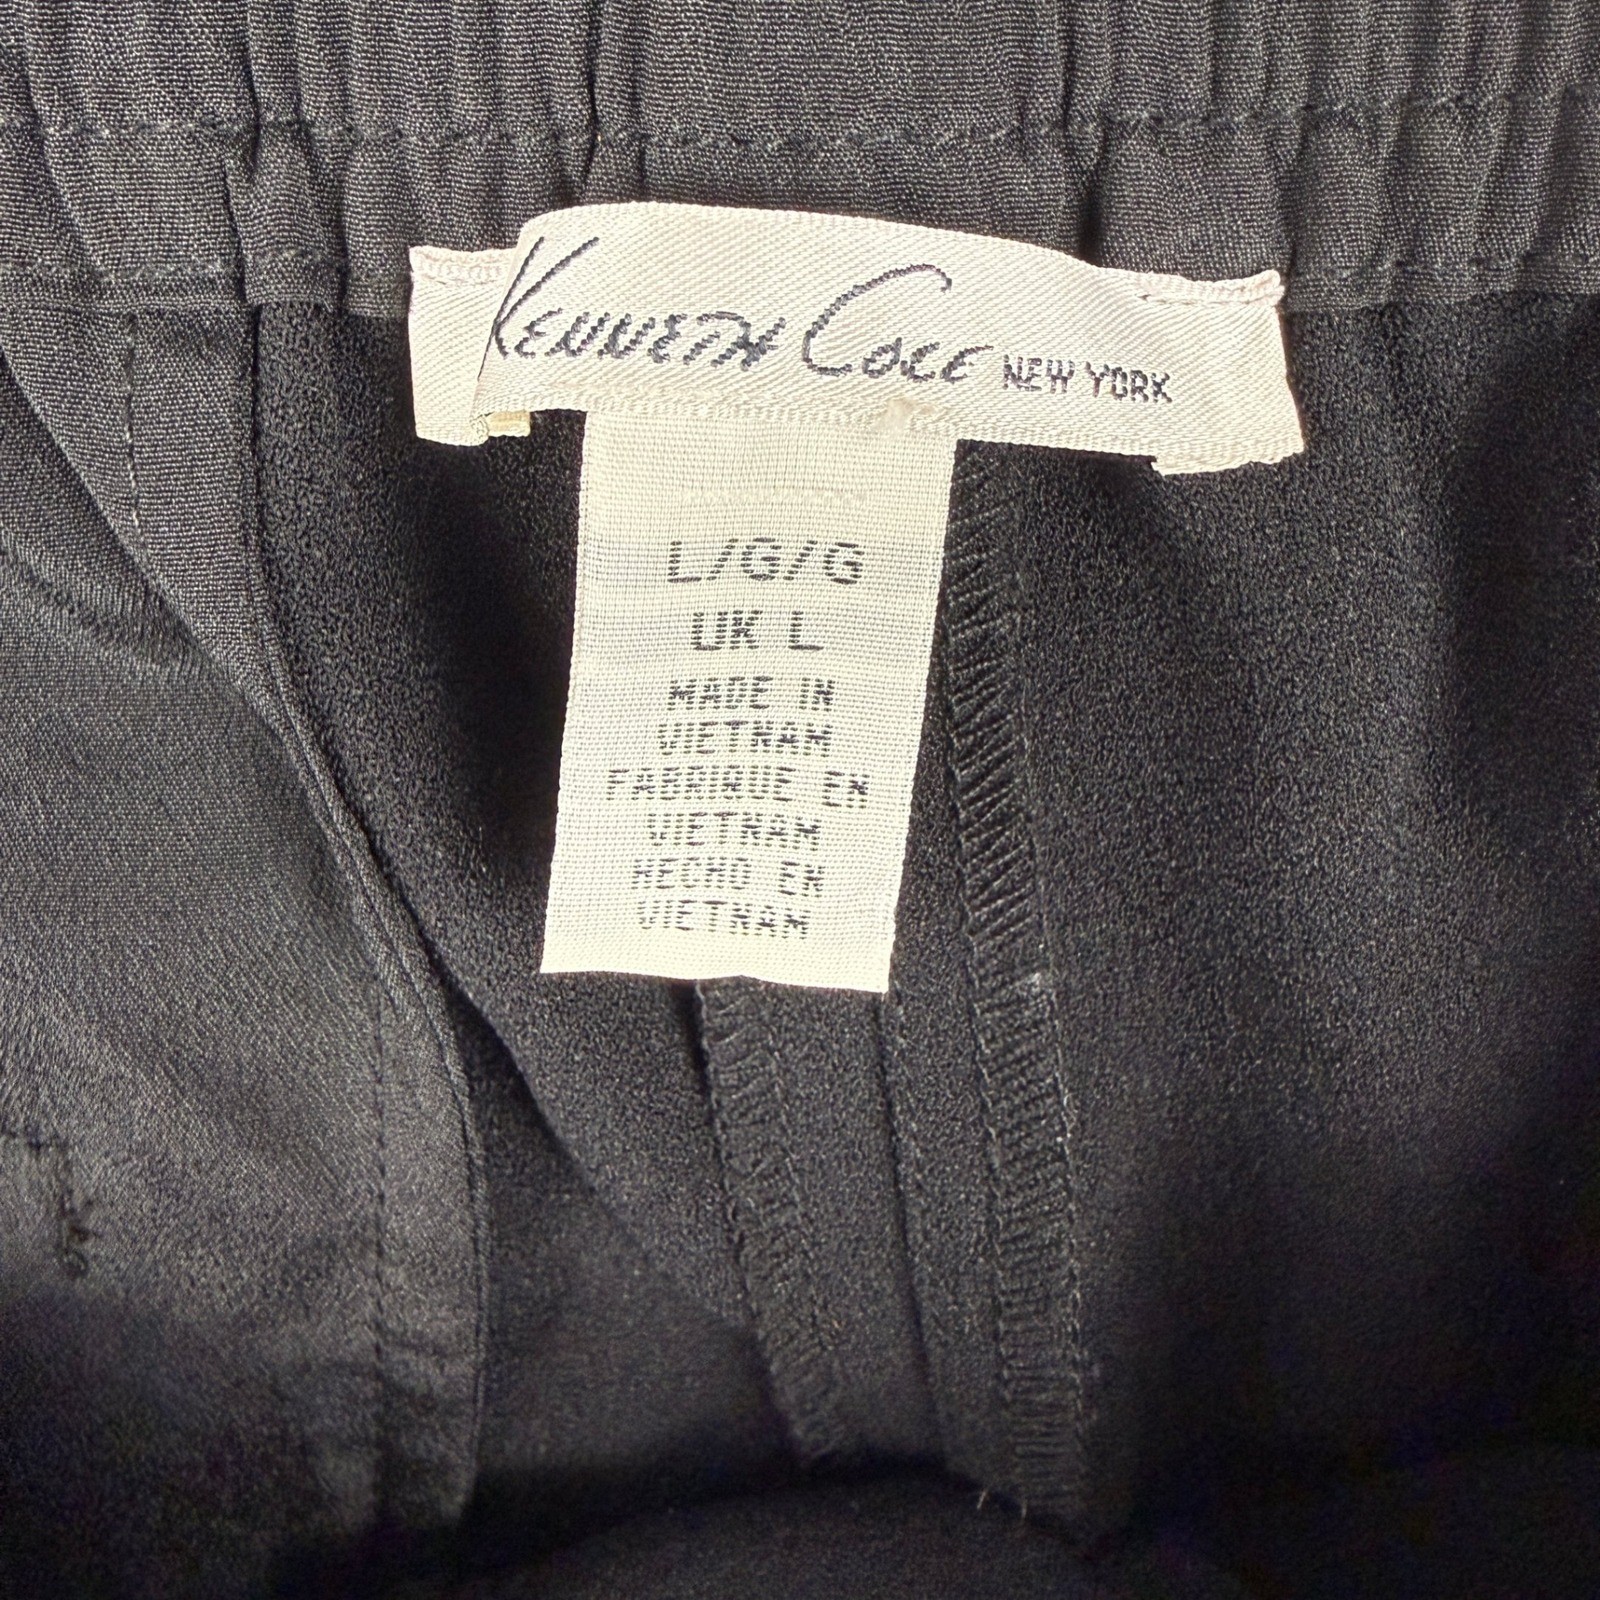 KENNETH COLE NEW YORK
L/G/G
UK L
MADE IN
VIETNAM
FABRIQUE EN
VIETNAM
HECHO EN
VIETNAM